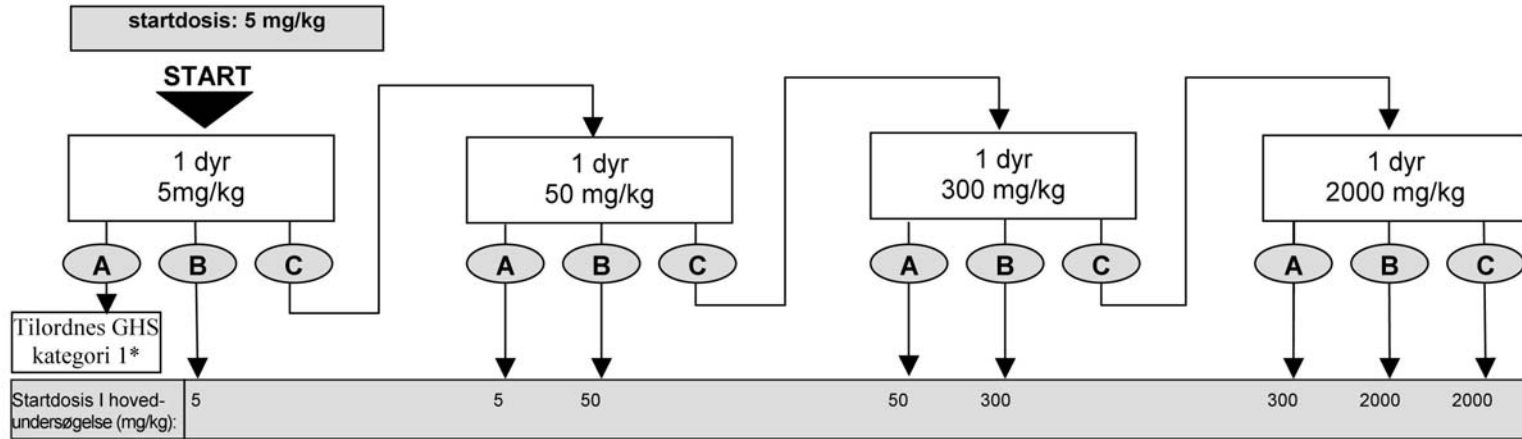 startdosis: 5 mg/kg
START
1 dyr
5mg/kg
1 dyr
50 mg/kg
1 dyr
300 mg/kg
1 dyr
2000 mg/kg
A B C A B C A B C A B C
Tilordnes GHS
kategori 1*
Startdosis I hoved-
undersøgelse (mg/kg):
5 5 50 50 300 300 2000 2000